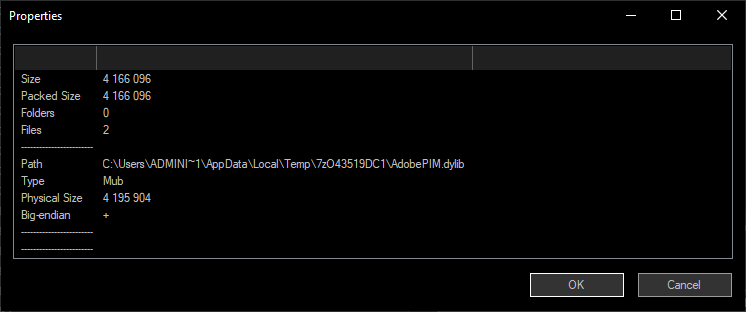 Properties
Size 4 166 096
Packed Size 4 166 096
Folders 0
Files 2
------------------------
Path C:\Users\ADMINI~1\AppData\Local\Temp\7zO43519DC1\AdobePIM.dylib
Type Mub
Physical Size 4 195 904
Big-endian +
------------------------
------------------------
OK Cancel